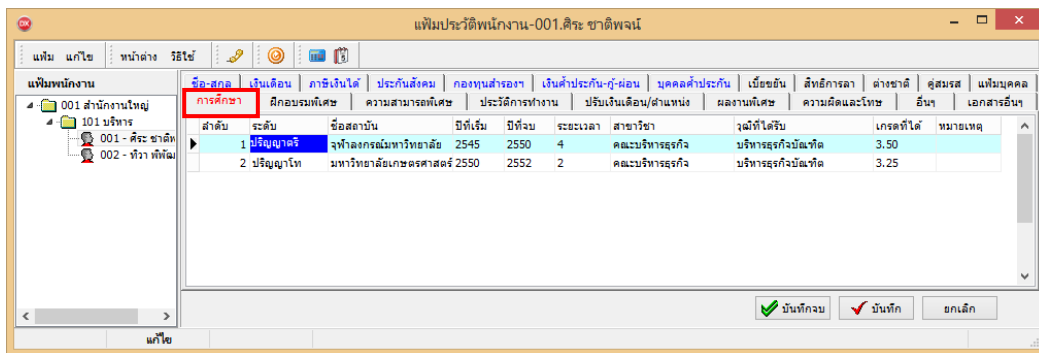 แฟ้มประวัติพนักงาน-001.ศิระ ชาติพจน์
แฟ้ม แก้ไข หน้าต่าง วิธีใช้
แฟ้มพนักงาน
001 สำนักงานใหญ่
101 บริหาร
001 - ศิระ ชาติพ
002 - ทิวา พิพัฒ
ชื่อ-สกุล เงินเดือน ภาษีเงินได้ ประกันสังคม กองทุนสำรองฯ เงินค้ำประกัน-กู้-ผ่อน บุคคลค้ำประกัน เบี้ยขยัน สิทธิการลา ต่างชาติ คู่สมรส แฟ้มบุคคล
การศึกษา ฝึกอบรมพิเศษ ความสามารถพิเศษ ประวัติการทำงาน ปรับเงินเดือน/ตำแหน่ง ผลงานพิเศษ ความผิดและโทษ อื่นๆ เอกสารอื่นๆ
ลำดับ ระดับ ชื่อสถาบัน ปีที่เริ่ม ปีที่จบ ระยะเวลา สาขาวิชา วุฒิที่ได้รับ เกรดที่ได้ หมายเหตุ
1 ปริญญาตรี จุฬาลงกรณ์มหาวิทยาลัย 2545 2550 4 คณะบริหารธุรกิจ บริหารธุรกิจบัณฑิต 3.50
2 ปริญญาโท มหาวิทยาลัยเกษตรศาสตร์ 2550 2552 2 คณะบริหารธุรกิจ บริหารธุรกิจบัณฑิต 3.25
บันทึกจบ บันทึก ยกเลิก
แก้ไข